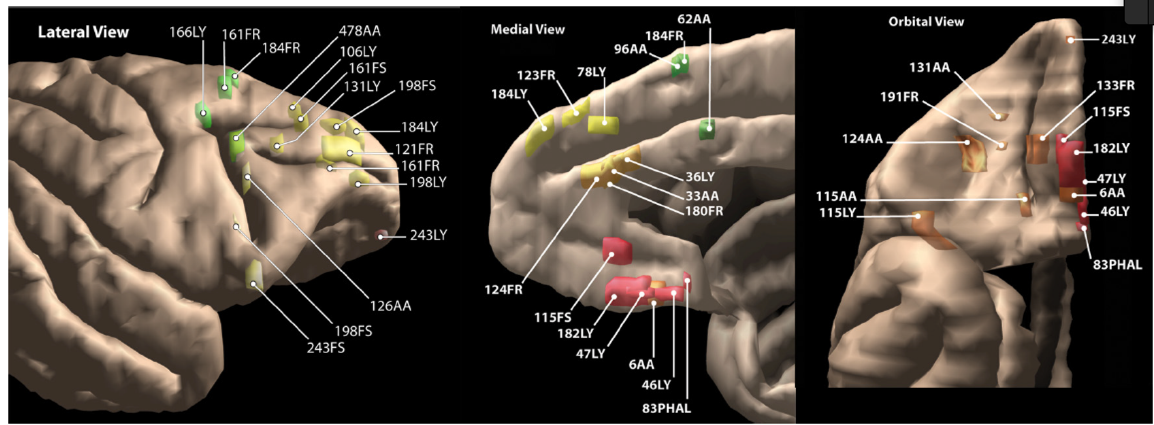 Lateral View
166LY
161FR
184FR
478AA
106LY
161FS
131LY
198FS
184LY
121FR
161FR
198LY
243LY
126AA
198FS
243FS
Medial View
62AA
184FR
96AA
78LY
123FR
184LY
36LY
33AA
180FR
124FR
115FS
182LY
47LY
6AA
46LY
83PHAL
Orbital View
243LY
131AA
191FR
133FR
115FS
124AA
182LY
47LY
6AA
115AA
115LY
46LY
83PHAL